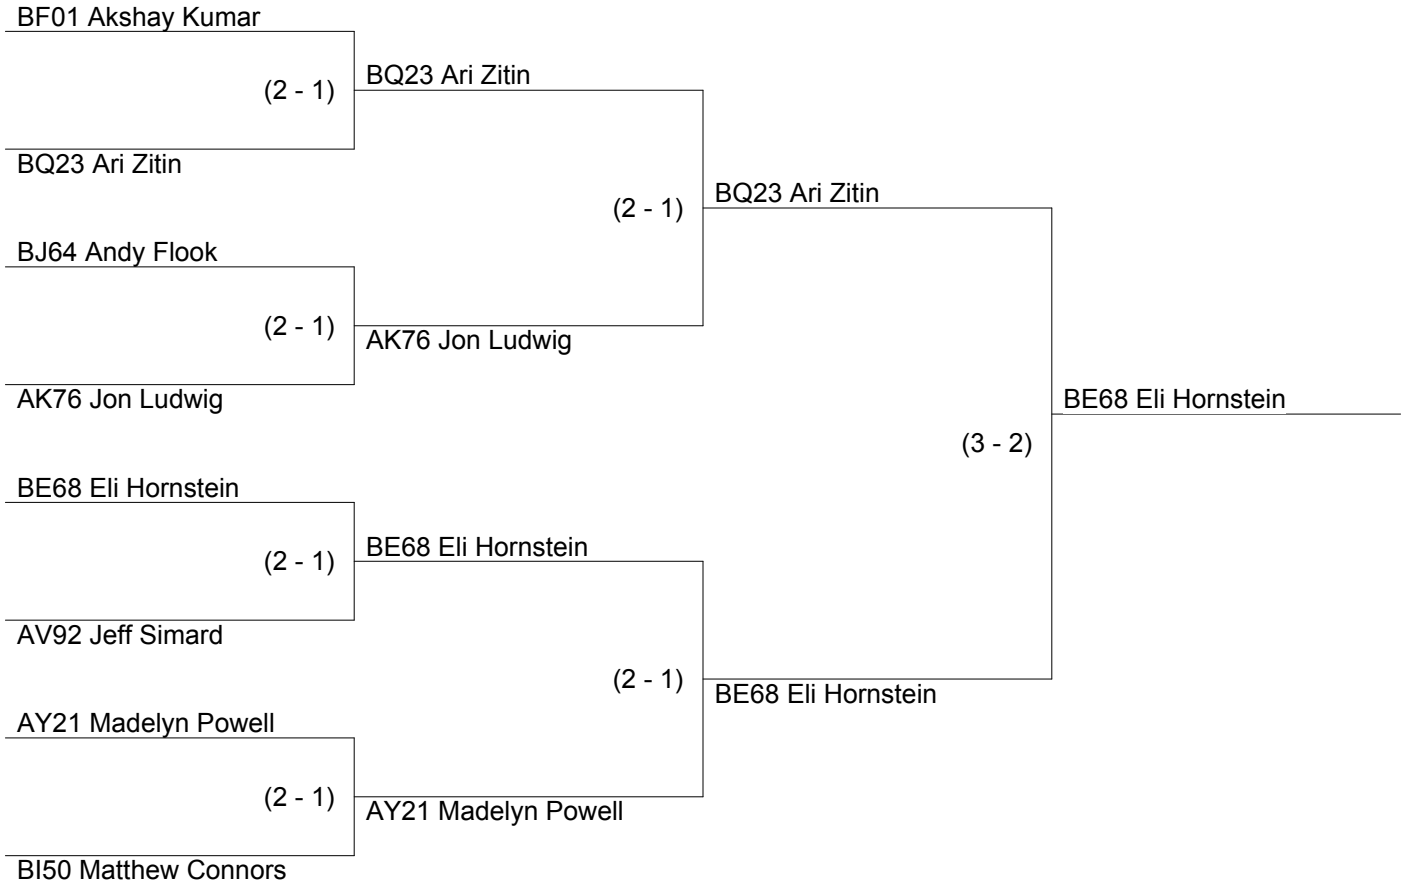 BF01 Akshay Kumar
(2 - 1)
BQ23 Ari Zitin
BJ64 Andy Flook
(2 - 1)
AK76 Jon Ludwig
BE68 Eli Hornstein
(2 - 1)
AV92 Jeff Simard
AY21 Madelyn Powell
(2 - 1)
BI50 Matthew Connors
BQ23 Ari Zitin
(2 - 1)
AK76 Jon Ludwig
BE68 Eli Hornstein
(2 - 1)
AY21 Madelyn Powell
BQ23 Ari Zitin
(3 - 2)
BE68 Eli Hornstein
BE68 Eli Hornstein